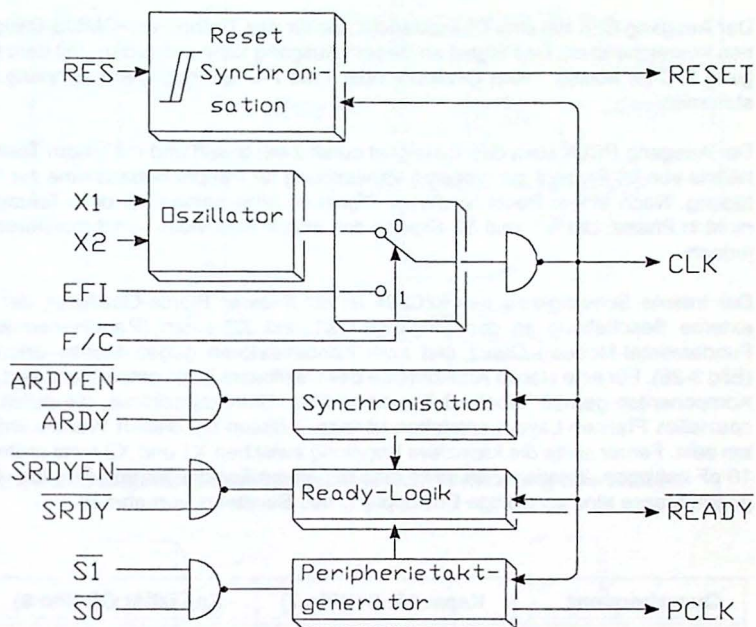 Reset
RES
Synchroni-
sation
RESET
X1
X2
Oszillator
0
CLK
EFI
1
F/C
ARDYEN
ARDY
Synchronisation
SRDYEN
SRDY
Ready-Logik
READY
S1
S0
Peripherietakt-
generator
PCLK